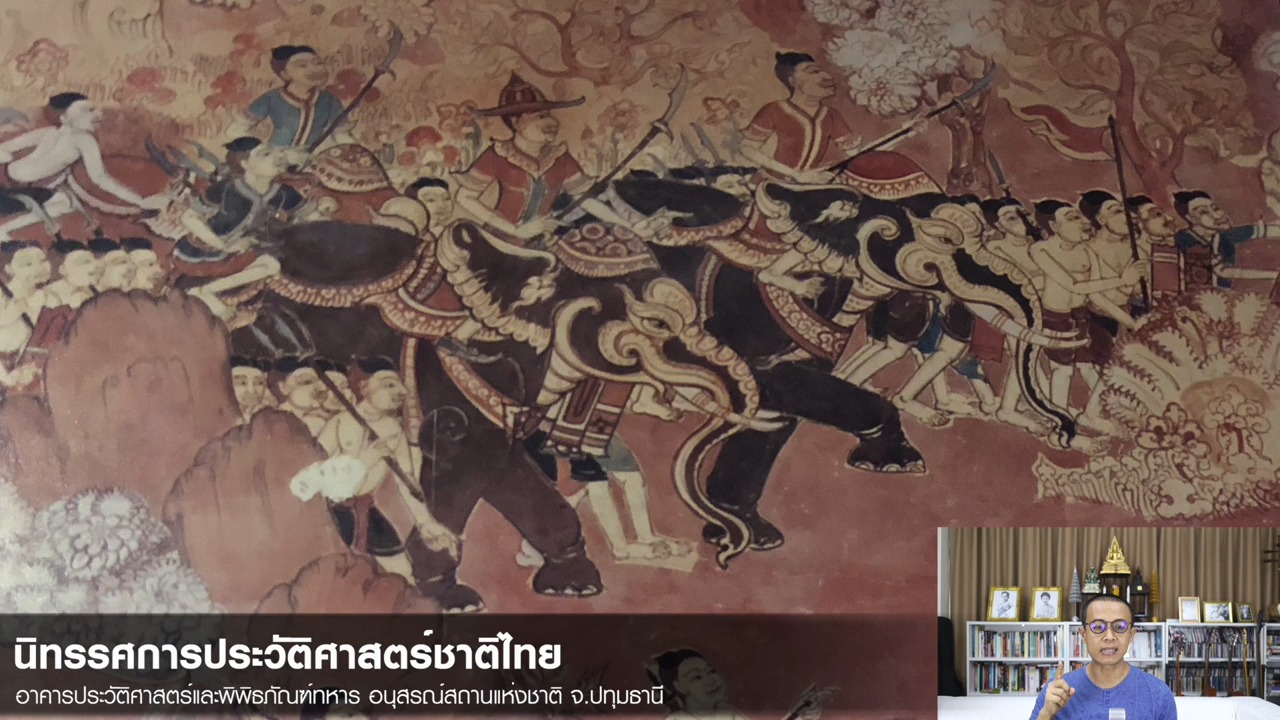 นิทรรศการประวัติศาสตร์ชาติไทย
อาคารประวัติศาสตร์และพิพิธภัณฑ์ทหาร อนุสรณ์สถานแห่งชาติ จ.ปทุมธานี